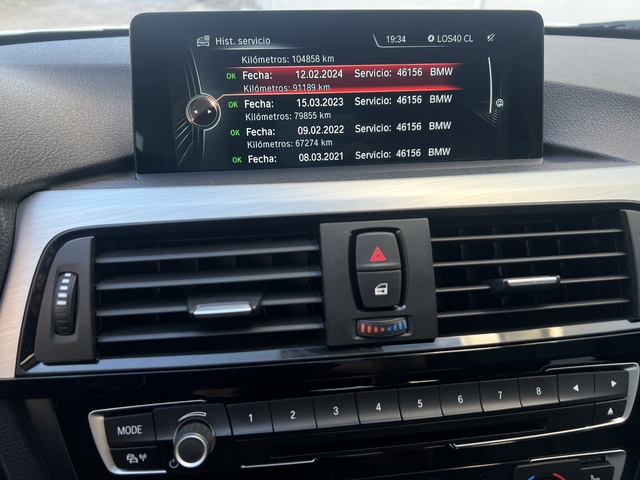 Hist. servicio 19:34 LOS40 CL
Kilómetros: 104858 km
OK Fecha: 12.02.2024 Servicio: 46156 BMW
Kilómetros: 91189 km
OK Fecha: 15.03.2023 Servicio: 46156 BMW
Kilómetros: 79855 km
OK Fecha: 09.02.2022 Servicio: 46156 BMW
Kilómetros: 67274 km
OK Fecha: 08.03.2021 Servicio: 46156 BMW
1 2 3 4 5 6 7 8
MODE